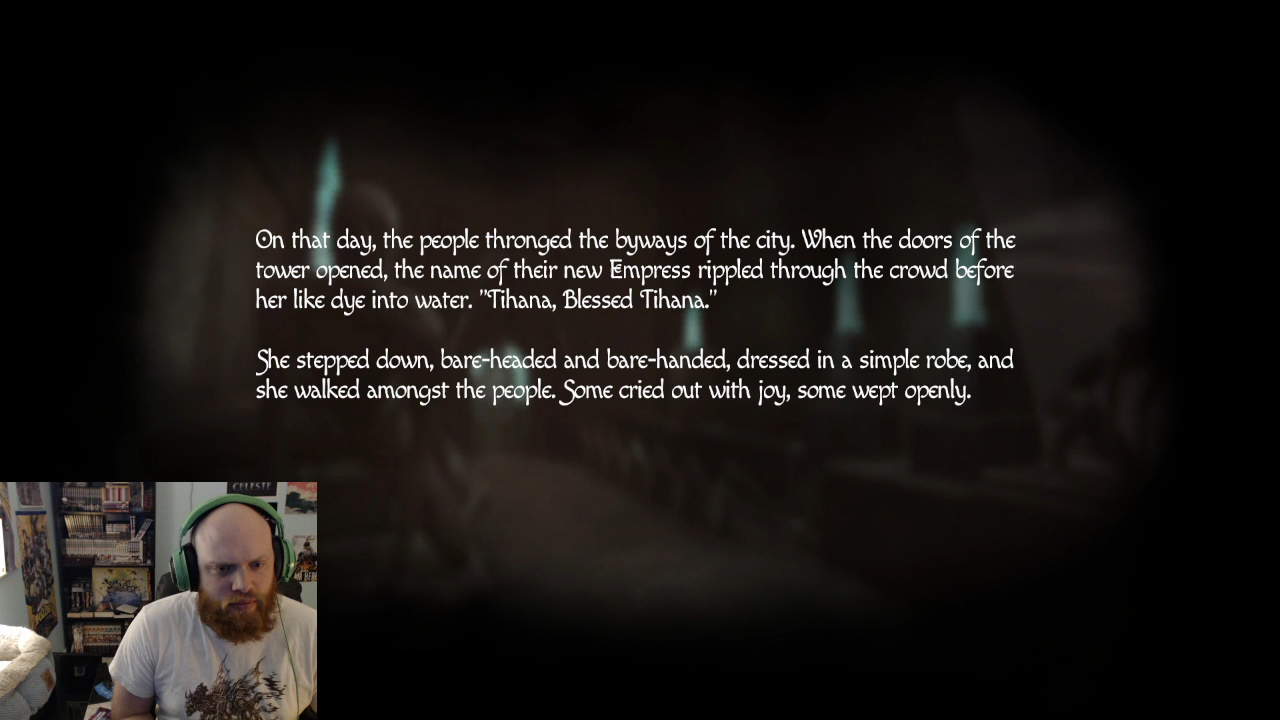 On that day, the people thronged the byways of the city. When the doors of the
tower opened, the name of their new Empress rippled through the crowd before
her like dye into water. "Tihana, Blessed Tihana."
She stepped down, bare-headed and bare-handed, dressed in a simple robe, and
she walked amongst the people. Some cried out with joy, some wept openly.
CELESTE